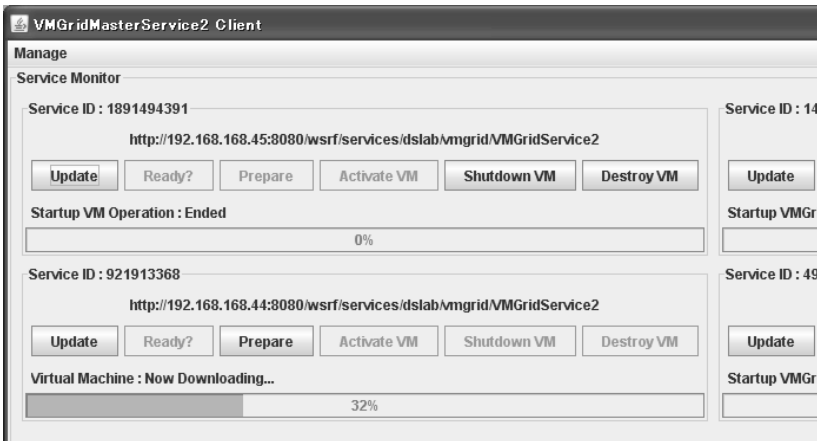 VMGridMasterService2 Client
Manage
Service Monitor
Service ID : 1891494391
http://192.168.168.45:8080/wsrf/services/dslab/vmgrid/VMGridService2
Update Ready? Prepare Activate VM Shutdown VM Destroy VM
Startup VM Operation : Ended
0%
Service ID : 921913368
http://192.168.168.44:8080/wsrf/services/dslab/vmgrid/VMGridService2
Update Ready? Prepare Activate VM Shutdown VM Destroy VM
Virtual Machine : Now Downloading...
32%
Service ID : 14
Update
Startup VMGr
Service ID : 49
Update
Startup VMGr